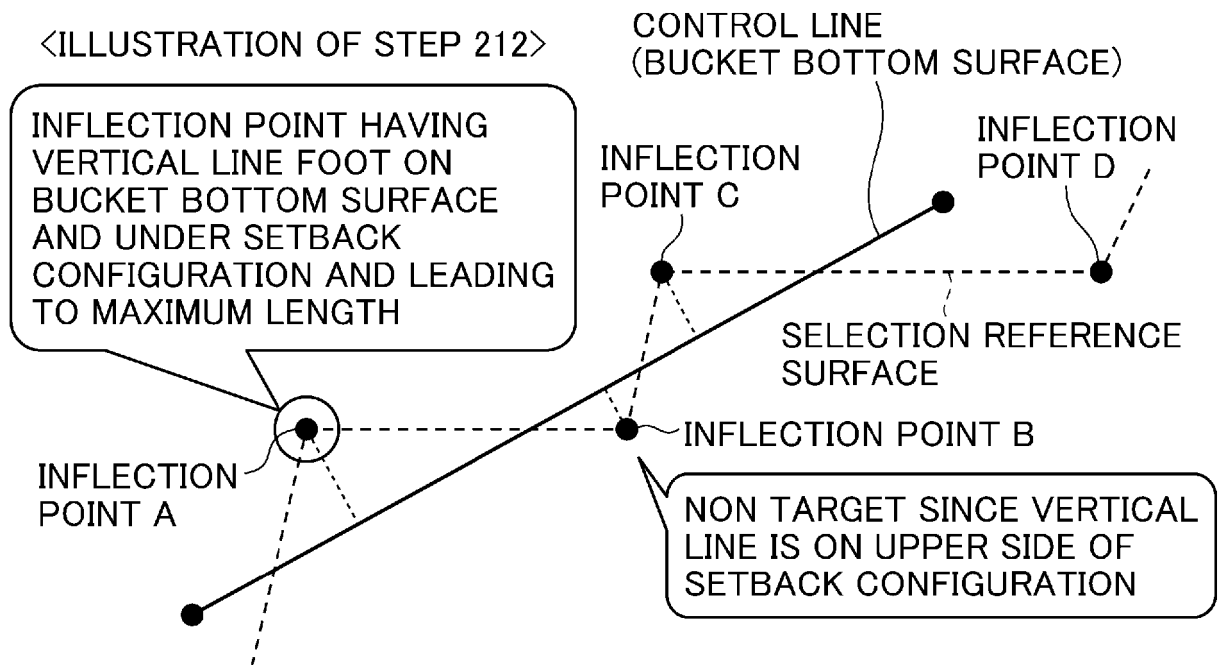 <ILLUSTRATION OF STEP 212>
INFLECTION POINT HAVING
VERTICAL LINE FOOT ON
BUCKET BOTTOM SURFACE
AND UNDER SETBACK
CONFIGURATION AND LEADING
TO MAXIMUM LENGTH
CONTROL LINE
(BUCKET BOTTOM SURFACE)
INFLECTION
POINT C
INFLECTION
POINT D
SELECTION REFERENCE
SURFACE
INFLECTION
POINT A
INFLECTION POINT B
NON TARGET SINCE VERTICAL
LINE IS ON UPPER SIDE OF
SETBACK CONFIGURATION